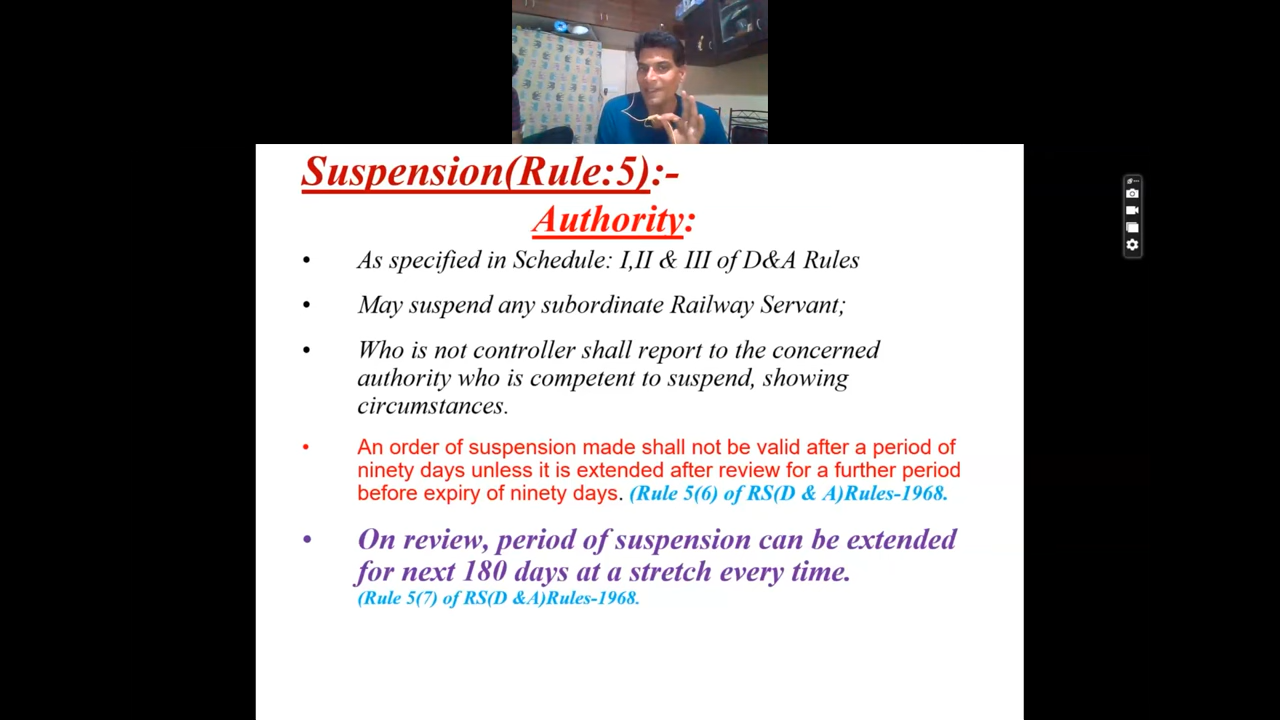 Suspension(Rule:5):-
Authority:
• As specified in Schedule: I,II & III of D&A Rules
• May suspend any subordinate Railway Servant;
• Who is not controller shall report to the concerned
authority who is competent to suspend, showing
circumstances.
• An order of suspension made shall not be valid after a period of
ninety days unless it is extended after review for a further period
before expiry of ninety days. (Rule 5(6) of RS(D & A)Rules-1968.
• On review, period of suspension can be extended
for next 180 days at a stretch every time.
(Rule 5(7) of RS(D &A)Rules-1968.